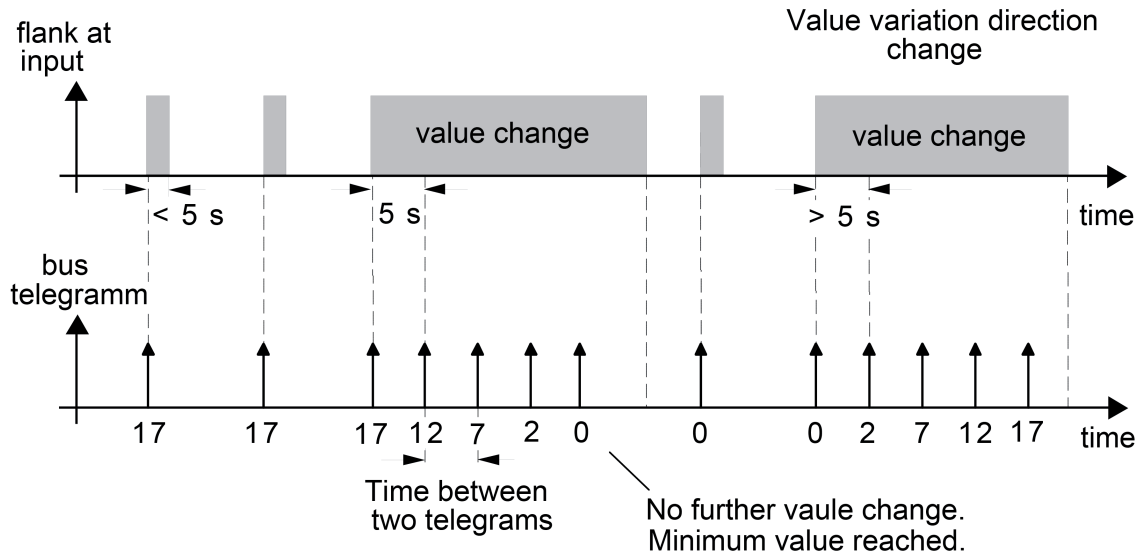 Value variation direction
change
flank at
input
value change
value change
< 5 s
5 s
> 5 s
time
bus
telegramm
17
17
17
12
7
2
0
0
0
2
7
12
17
time
Time between
two telegrams
No further vaule change.
Minimum value reached.